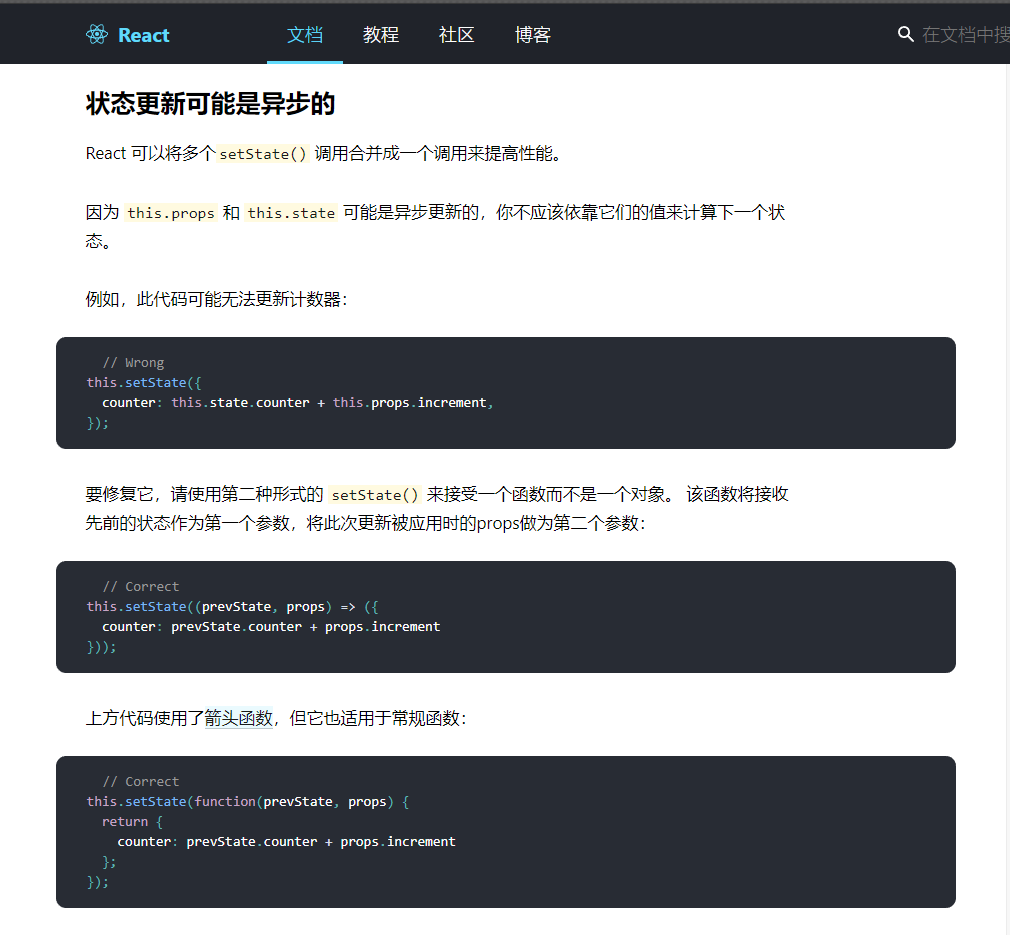 React 文档 教程 社区 博客 在文档中搜
状态更新可能是异步的
React 可以将多个 setState() 调用合并成一个调用来提高性能。
因为 this.props 和 this.state 可能是异步更新的，你不应该依靠它们的值来计算下一个状
态。
例如，此代码可能无法更新计数器：
// Wrong
this.setState({
counter: this.state.counter + this.props.increment,
});
要修复它，请使用第二种形式的 setState() 来接受一个函数而不是一个对象。 该函数将接收
先前的状态作为第一个参数，将此次更新被应用时的props做为第二个参数：
// Correct
this.setState((prevState, props) => ({
counter: prevState.counter + props.increment
}));
上方代码使用了箭头函数，但它也适用于常规函数：
// Correct
this.setState(function(prevState, props) {
return {
counter: prevState.counter + props.increment
};
});